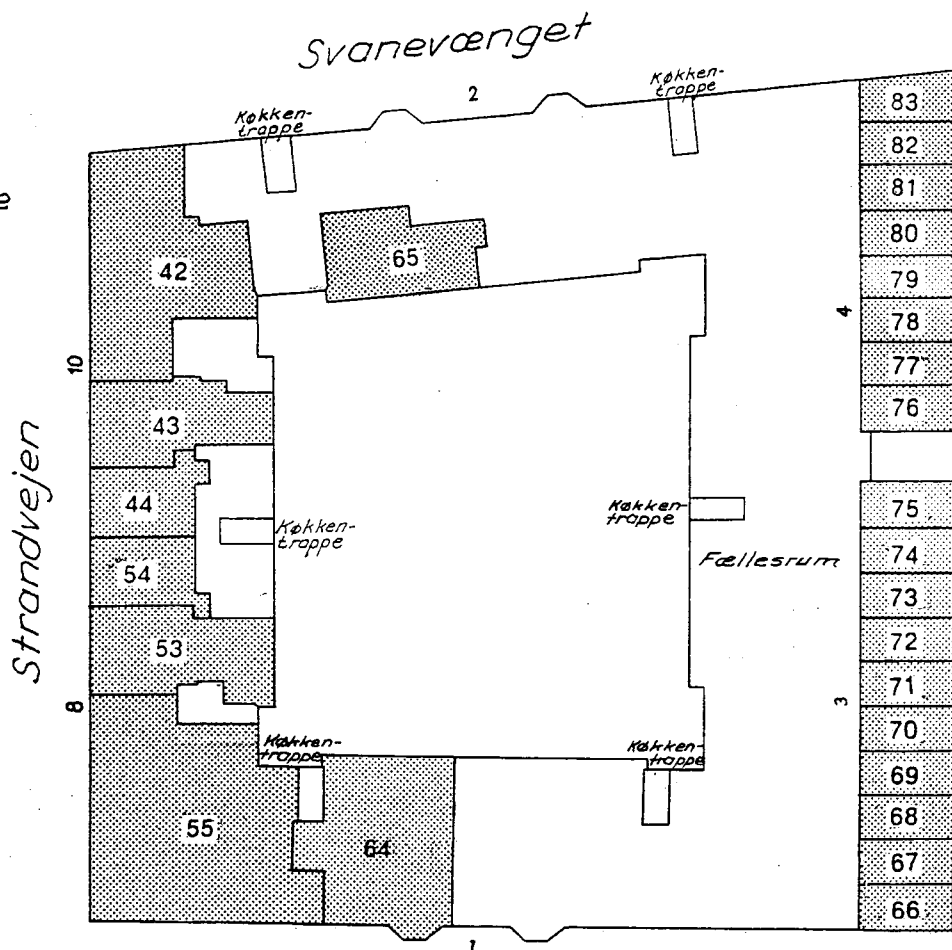 Svanevænget
Køkken-
trappe
2
Køkken-
trappe
83
82
81
80
79
78
77
76
42
65
10
4
43
44
Strandvejen
Køkken-
trappe
Køkken-
trappe
75
54
Fællesrum
74
73
53
72
71
8
3
70
Køkken-
trappe
Køkken-
trappe
69
68
55
64
67
66
1